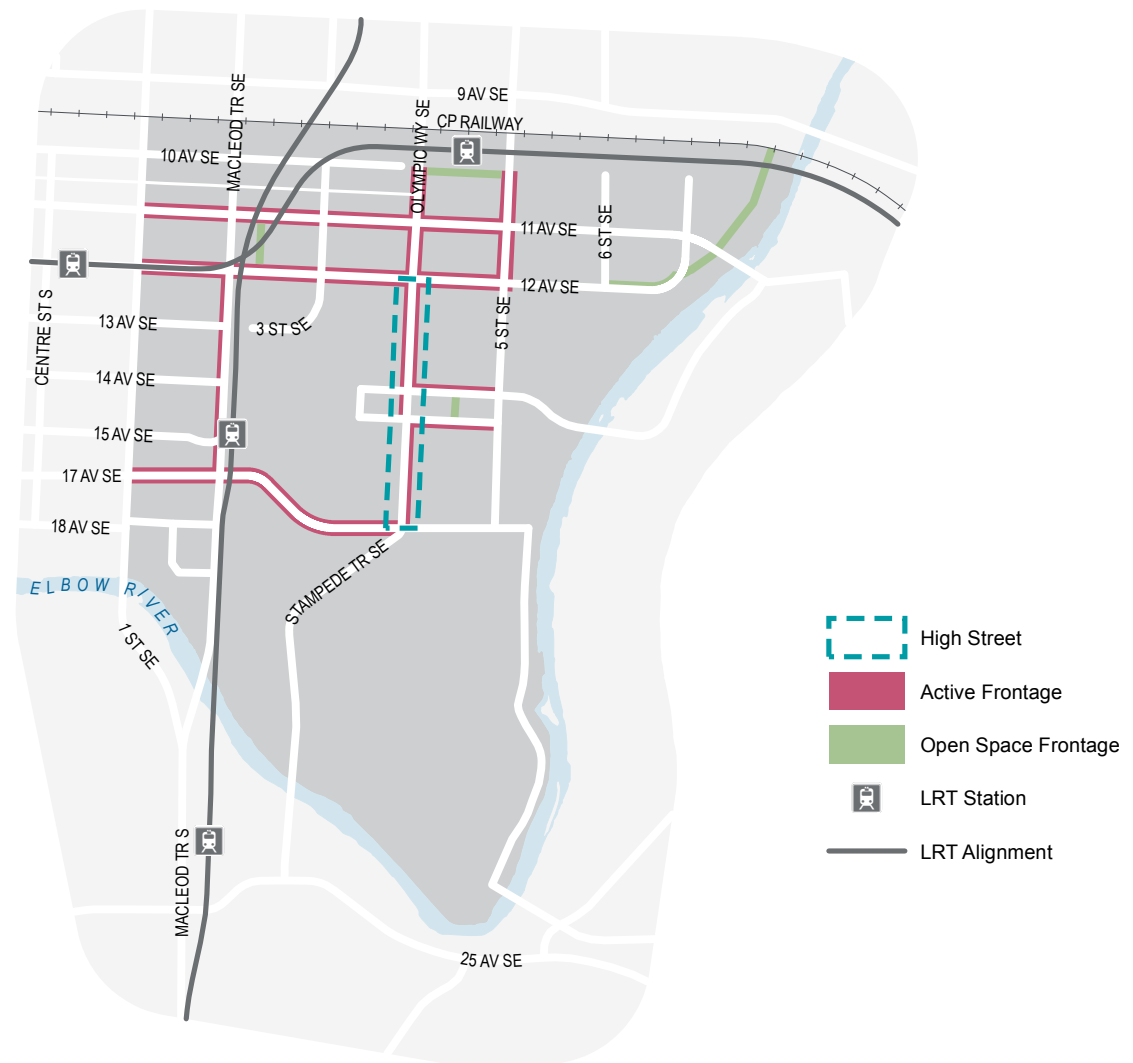 9 AV SE
CP RAILWAY
MACLEOD TR SE
OLYMPIC WY SE
10 AV SE
11 AV SE
6 ST SE
12 AV SE
CENTRE ST S
13 AV SE
3 ST SE
5 ST SE
14 AV SE
15 AV SE
17 AV SE
18 AV SE
STAMPEDE TR SE
ELBOW RIVER
1 ST SE
MACLEOD TR S
25 AV SE
High Street
Active Frontage
Open Space Frontage
LRT Station
LRT Alignment